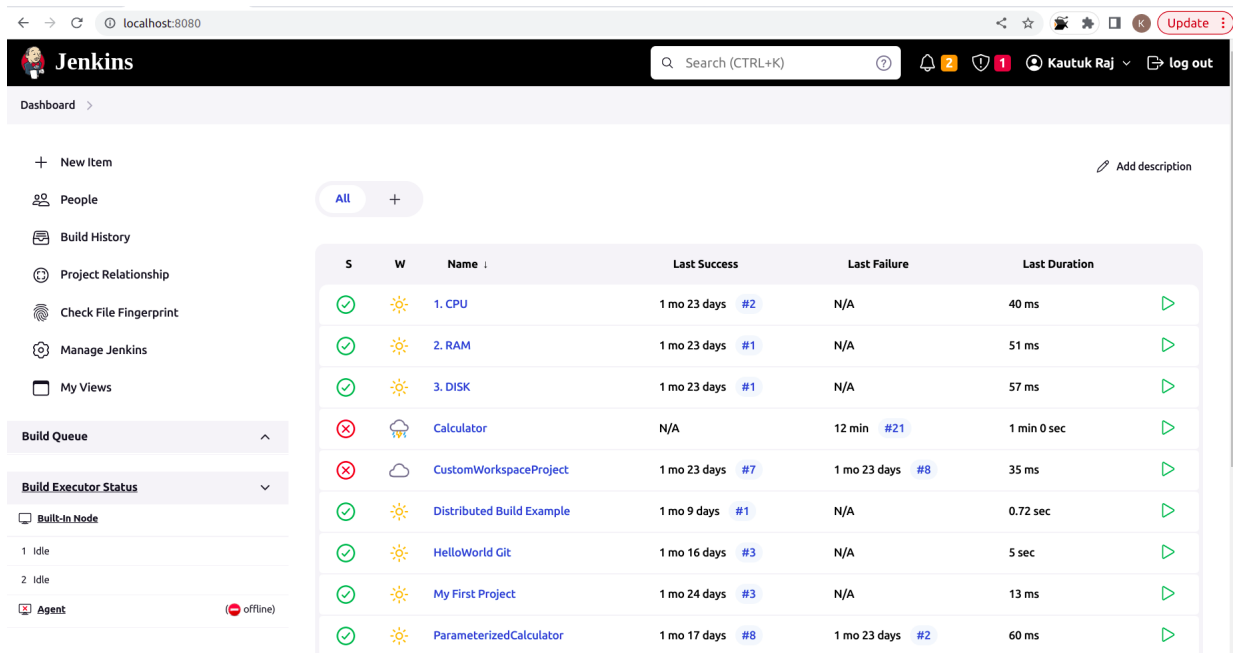 localhost:8080
K
Update
Jenkins
Search (CTRL+K)
2
1
Kautuk Raj
log out
Dashboard
New Item
People
Build History
Project Relationship
Check File Fingerprint
Manage Jenkins
My Views
Build Queue
Build Executor Status
Built-In Node
1 Idle
2 Idle
Agent (offline)
Add description
All +
S W Name ↓ Last Success Last Failure Last Duration
1. CPU 1 mo 23 days #2 N/A 40 ms
2. RAM 1 mo 23 days #1 N/A 51 ms
3. DISK 1 mo 23 days #1 N/A 57 ms
Calculator N/A 12 min #21 1 min 0 sec
CustomWorkspaceProject 1 mo 23 days #7 1 mo 23 days #8 35 ms
Distributed Build Example 1 mo 9 days #1 N/A 0.72 sec
HelloWorld Git 1 mo 16 days #3 N/A 5 sec
My First Project 1 mo 24 days #3 N/A 13 ms
ParameterizedCalculator 1 mo 17 days #8 1 mo 23 days #2 60 ms